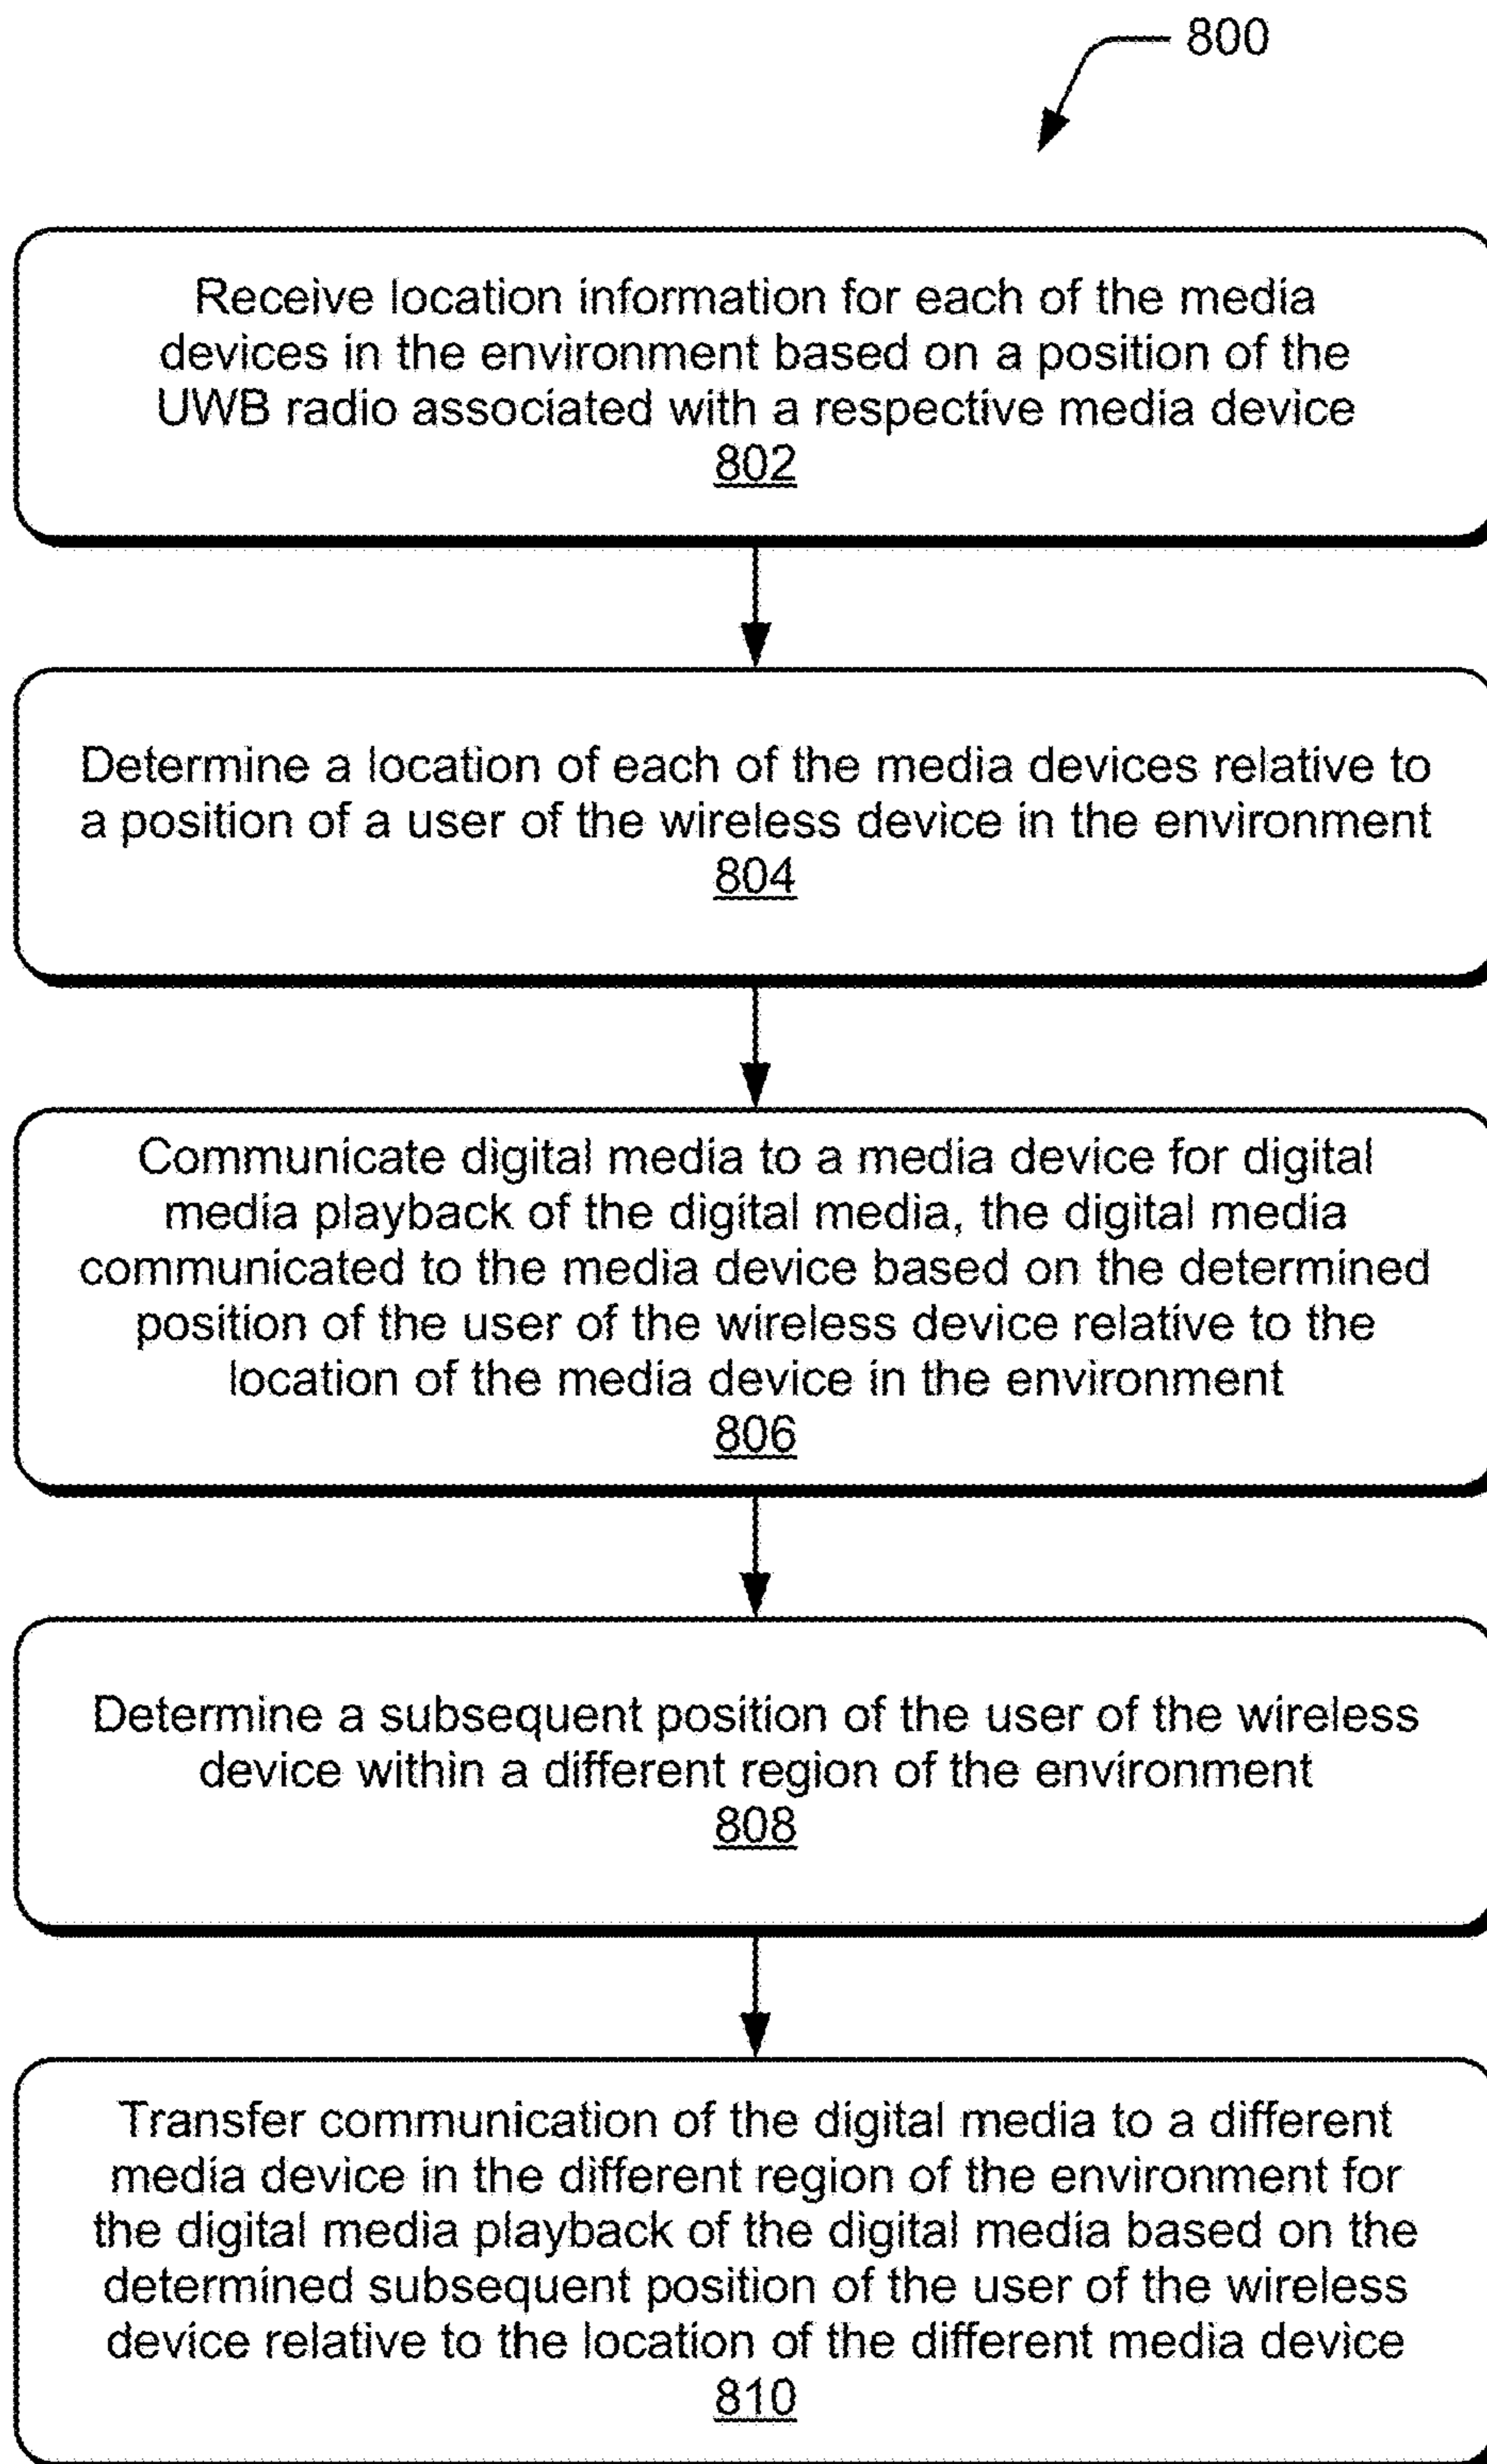 800
Receive location information for each of the media
devices in the environment based on a position of the
UWB radio associated with a respective media device
802
Determine a location of each of the media devices relative to
a position of a user of the wireless device in the environment
804
Communicate digital media to a media device for digital
media playback of the digital media, the digital media
communicated to the media device based on the determined
position of the user of the wireless device relative to the
location of the media device in the environment
806
Determine a subsequent position of the user of the wireless
device within a different region of the environment
808
Transfer communication of the digital media to a different
media device in the different region of the environment for
the digital media playback of the digital media based on the
determined subsequent position of the user of the wireless
device relative to the location of the different media device
810